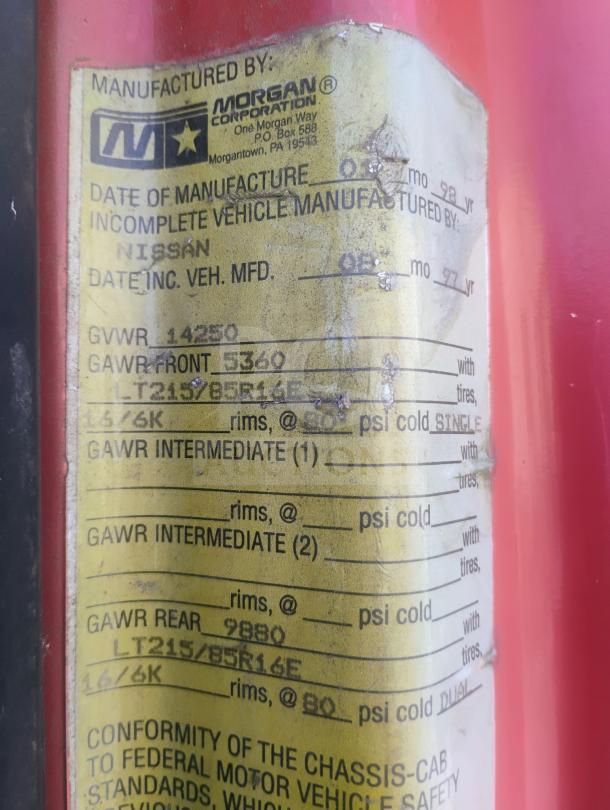 MANUFACTURED BY:
MORGAN®
CORPORATION
One Morgan Way
P.O. Box 588
Morgantown, PA 19543
DATE OF MANUFACTURE mo 98 yr
INCOMPLETE VEHICLE MANUFACTURED BY:
NISSAN
DATE INC. VEH. MFD. 08 mo 97 yr
GVWR 14250
GAWR FRONT 5360 with
LT215/85R16E tires,
16/6K rims, @ 80 psi cold SINGLE
GAWR INTERMEDIATE (1) with
tires,
rims, @ psi cold
GAWR INTERMEDIATE (2) with
tires,
rims, @ psi cold
GAWR REAR 9880 with
LT215/85R16E tires
16/6K rims, @ 80 psi cold DUAL
CONFORMITY OF THE CHASSIS-CAB
TO FEDERAL MOTOR VEHICLE SAFETY
STANDARDS, WHICH